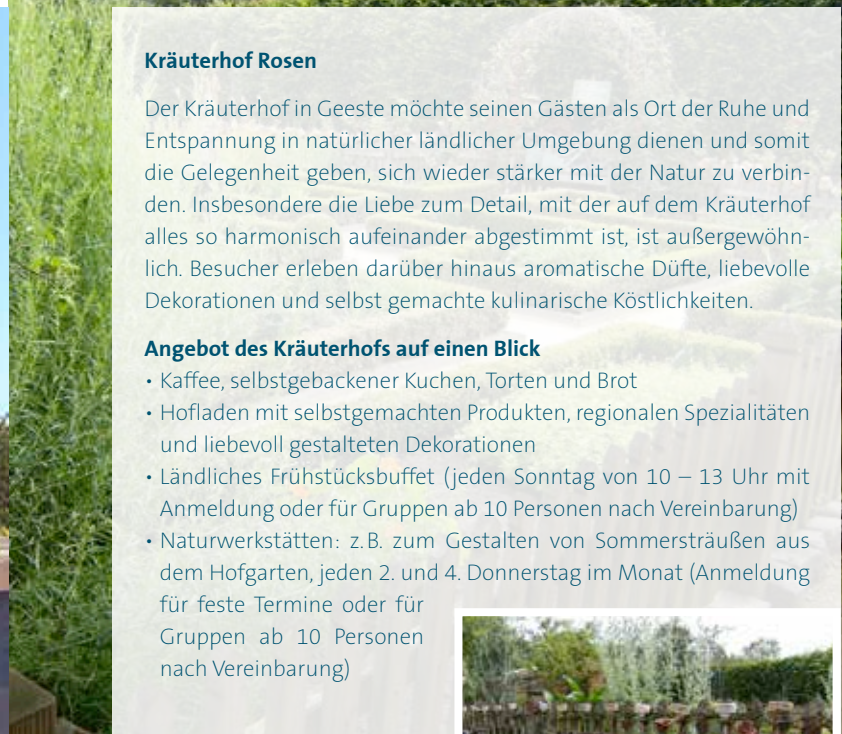 Kräuterhof Rosen
Der Kräuterhof in Geeste möchte seinen Gästen als Ort der Ruhe und
Entspannung in natürlicher ländlicher Umgebung dienen und somit
die Gelegenheit geben, sich wieder stärker mit der Natur zu verbin-
den. Insbesondere die Liebe zum Detail, mit der auf dem Kräuterhof
alles so harmonisch aufeinander abgestimmt ist, ist außergewöhn-
lich. Besucher erleben darüber hinaus aromatische Düfte, liebevolle
Dekorationen und selbst gemachte kulinarische Köstlichkeiten.
Angebot des Kräuterhofs auf einen Blick
• Kaffee, selbstgebackener Kuchen, Torten und Brot
• Hofladen mit selbstgemachten Produkten, regionalen Spezialitäten
und liebevoll gestalteten Dekorationen
• Ländliches Frühstücksbuffet (jeden Sonntag von 10 – 13 Uhr mit
Anmeldung oder für Gruppen ab 10 Personen nach Vereinbarung)
• Naturwerkstätten: z. B. zum Gestalten von Sommersträußen aus
dem Hofgarten, jeden 2. und 4. Donnerstag im Monat (Anmeldung
für feste Termine oder für
Gruppen ab 10 Personen
nach Vereinbarung)